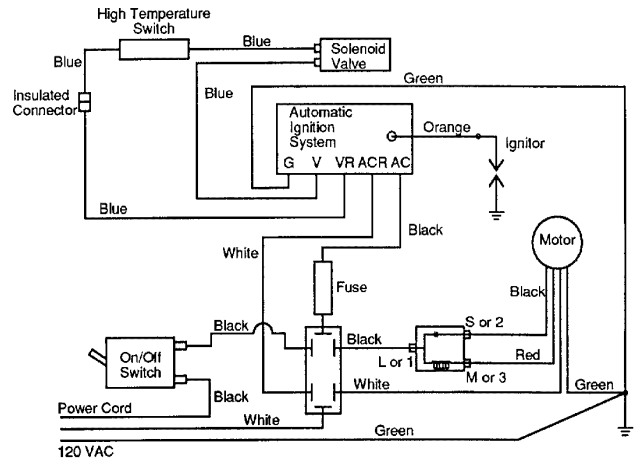 High Temperature
Switch
Blue
Solenoid
Valve
Blue
Green
Insulated
Connector
Blue
Automatic
Ignition
System
Orange
Ignitor
G V VR ACR AC
Blue
Black
White
Motor
Fuse
Black
S or 2
Black
Black
L or 1
Red
On/Off
Switch
M or 3
White
Green
Black
Power Cord
White
Green
120 VAC